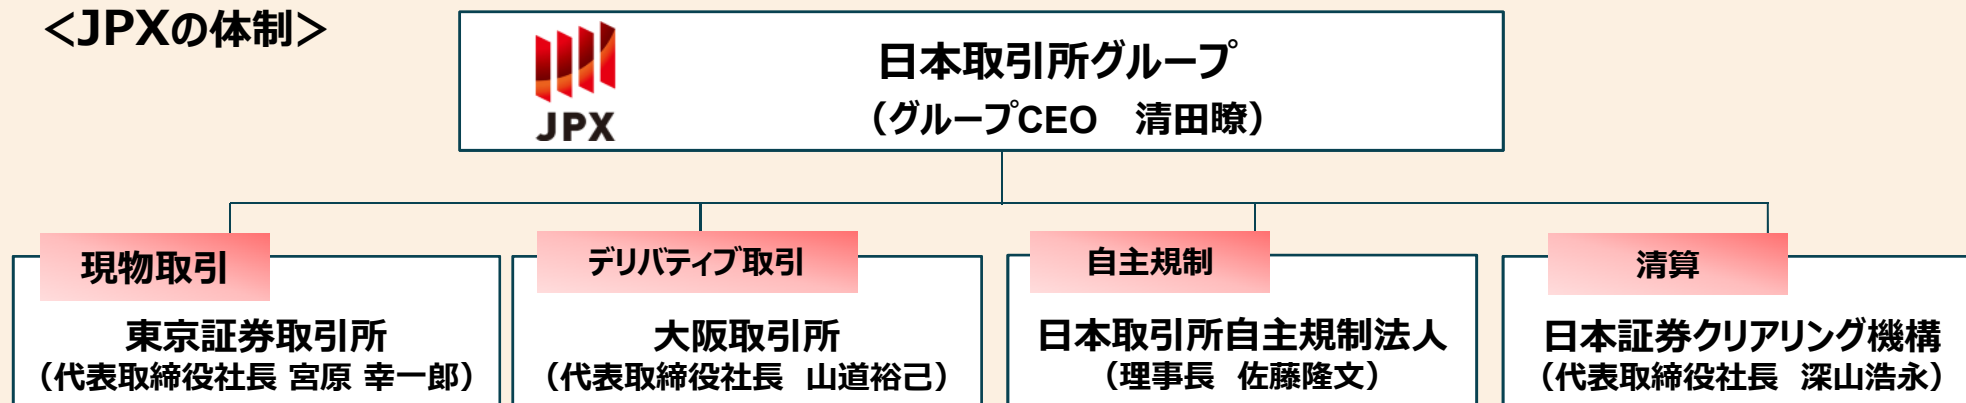 ＜JPXの体制＞
日本取引所グループ
（グループCEO　清田瞭）
JPX
現物取引
東京証券取引所
（代表取締役社長 宮原 幸一郎）
デリバティブ取引
大阪取引所
（代表取締役社長　山道裕己）
自主規制
日本取引所自主規制法人
（理事長　佐藤隆文）
清算
日本証券クリアリング機構
（代表取締役社長　深山浩永）